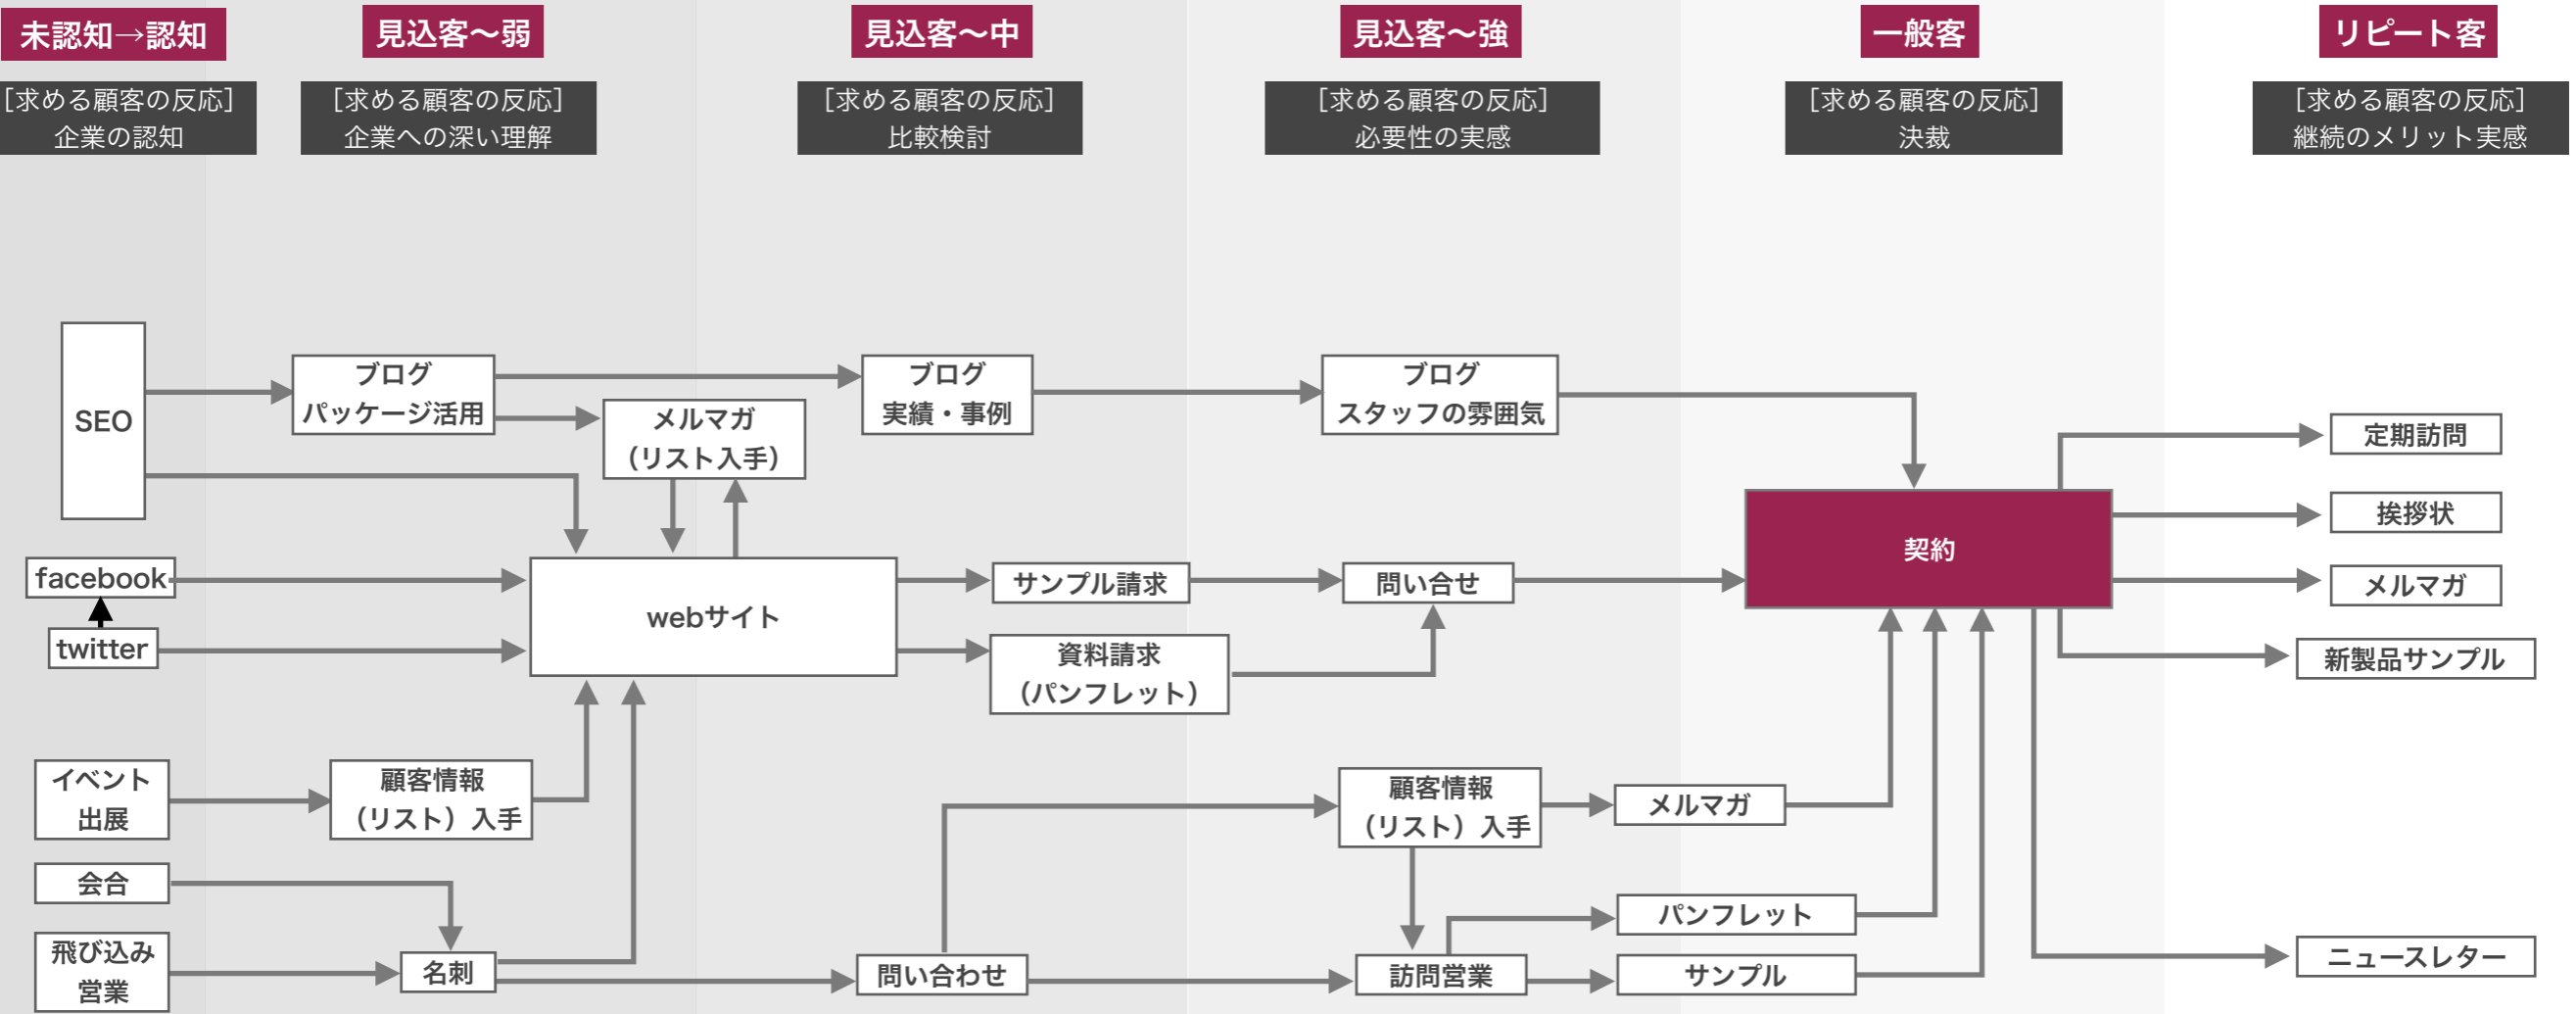 未認知→認知
見込客〜弱
見込客〜中
見込客〜強
一般客
リピート客
［求める顧客の反応］
企業の認知
［求める顧客の反応］
企業への深い理解
［求める顧客の反応］
比較検討
［求める顧客の反応］
必要性の実感
［求める顧客の反応］
決裁
［求める顧客の反応］
継続のメリット実感
SEO
ブログ
パッケージ活用
メルマガ
（リスト入手）
ブログ
実績・事例
ブログ
スタッフの雰囲気
facebook
twitter
webサイト
サンプル請求
資料請求
（パンフレット）
問い合せ
契約
定期訪問
挨拶状
メルマガ
新製品サンプル
イベント
出展
顧客情報
（リスト）入手
会合
飛び込み
営業
名刺
問い合わせ
顧客情報
（リスト）入手
メルマガ
訪問営業
パンフレット
サンプル
ニュースレター